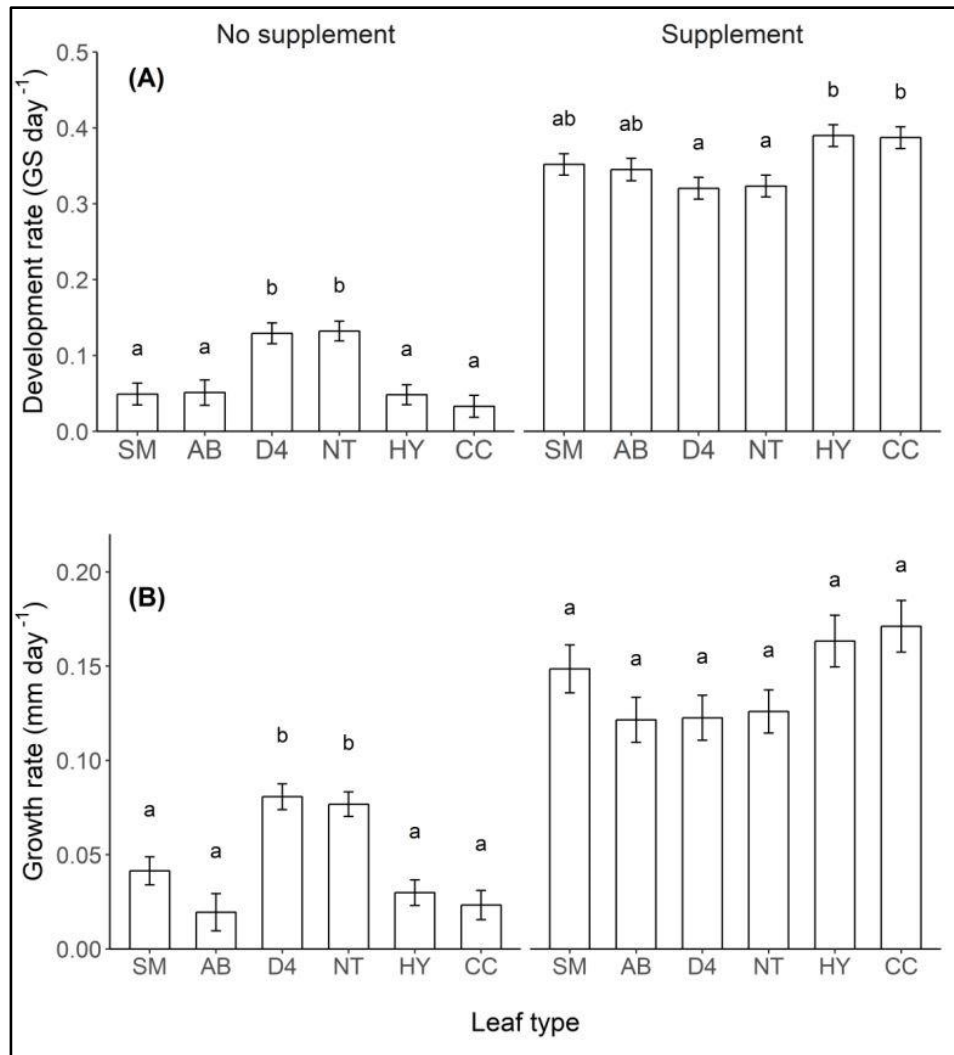 No supplement Supplement
(A)
Development rate (GS day⁻¹)
0.5
0.4
0.3
0.2
0.1
0.0
a a b b a a
ab ab a a b b
SM AB D4 NT HY CC SM AB D4 NT HY CC
(B)
Growth rate (mm day⁻¹)
0.20
0.15
0.10
0.05
0.00
a a b b a a
a a a a a a
SM AB D4 NT HY CC SM AB D4 NT HY CC
Leaf type